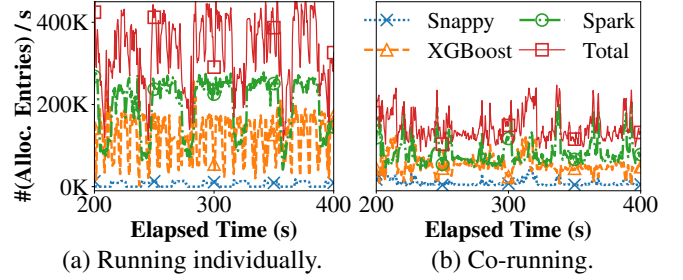 #(Alloc. Entries) / s
400K
200K
0K
200
300
400
Elapsed Time (s)
(a) Running individually.
Snappy
XGBoost
Spark
Total
200
300
400
Elapsed Time (s)
(b) Co-running.